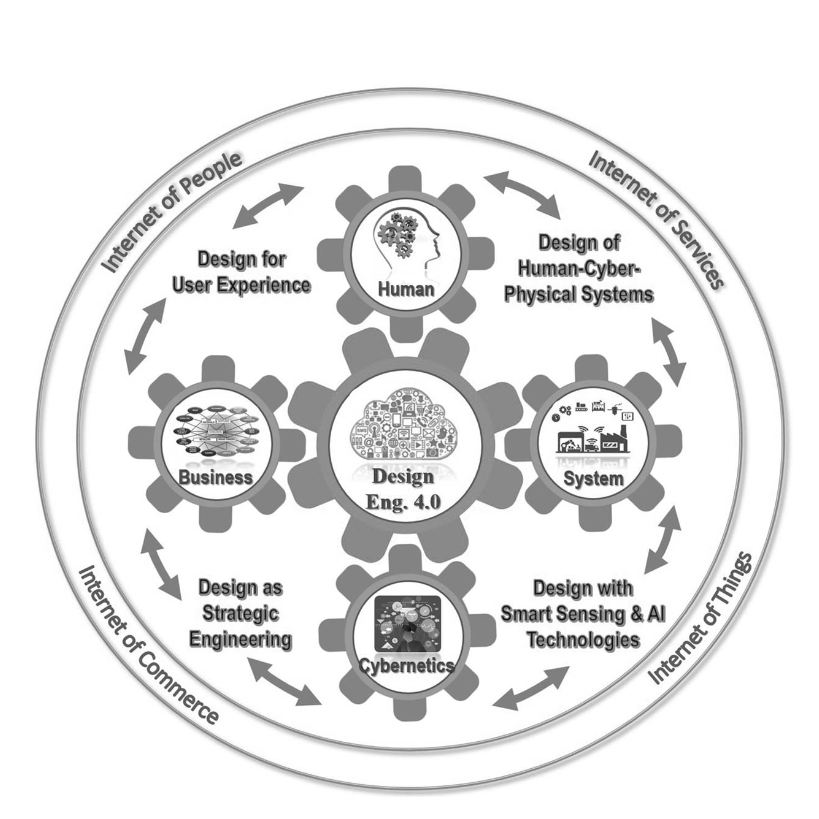 Internet of People
Internet of Services
Design for
User Experience
Human
Design of
Human-Cyber-
Physical Systems
Business
Design
Eng. 4.0
System
Design as
Strategic
Engineering
Cybernetics
Design with
Smart Sensing & AI
Technologies
Internet of Commerce
Internet of Things